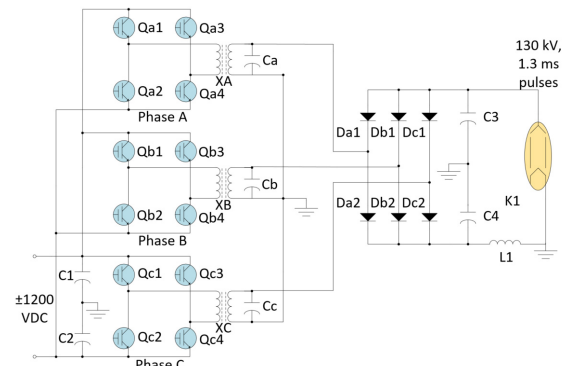 Qa1
Qa3
Ca
XA
Qa2
Qa4
Phase A
Qb1
Qb3
Cb
XB
Qb2
Qb4
Phase B
Qc1
Qc3
C1
Cc
±1200
VDC
XC
C2
Qc2
Qc4
Phase C
130 kV,
1.3 ms
pulses
Da1 Db1 Dc1
C3
K1
Da2 Db2 Dc2
C4
L1